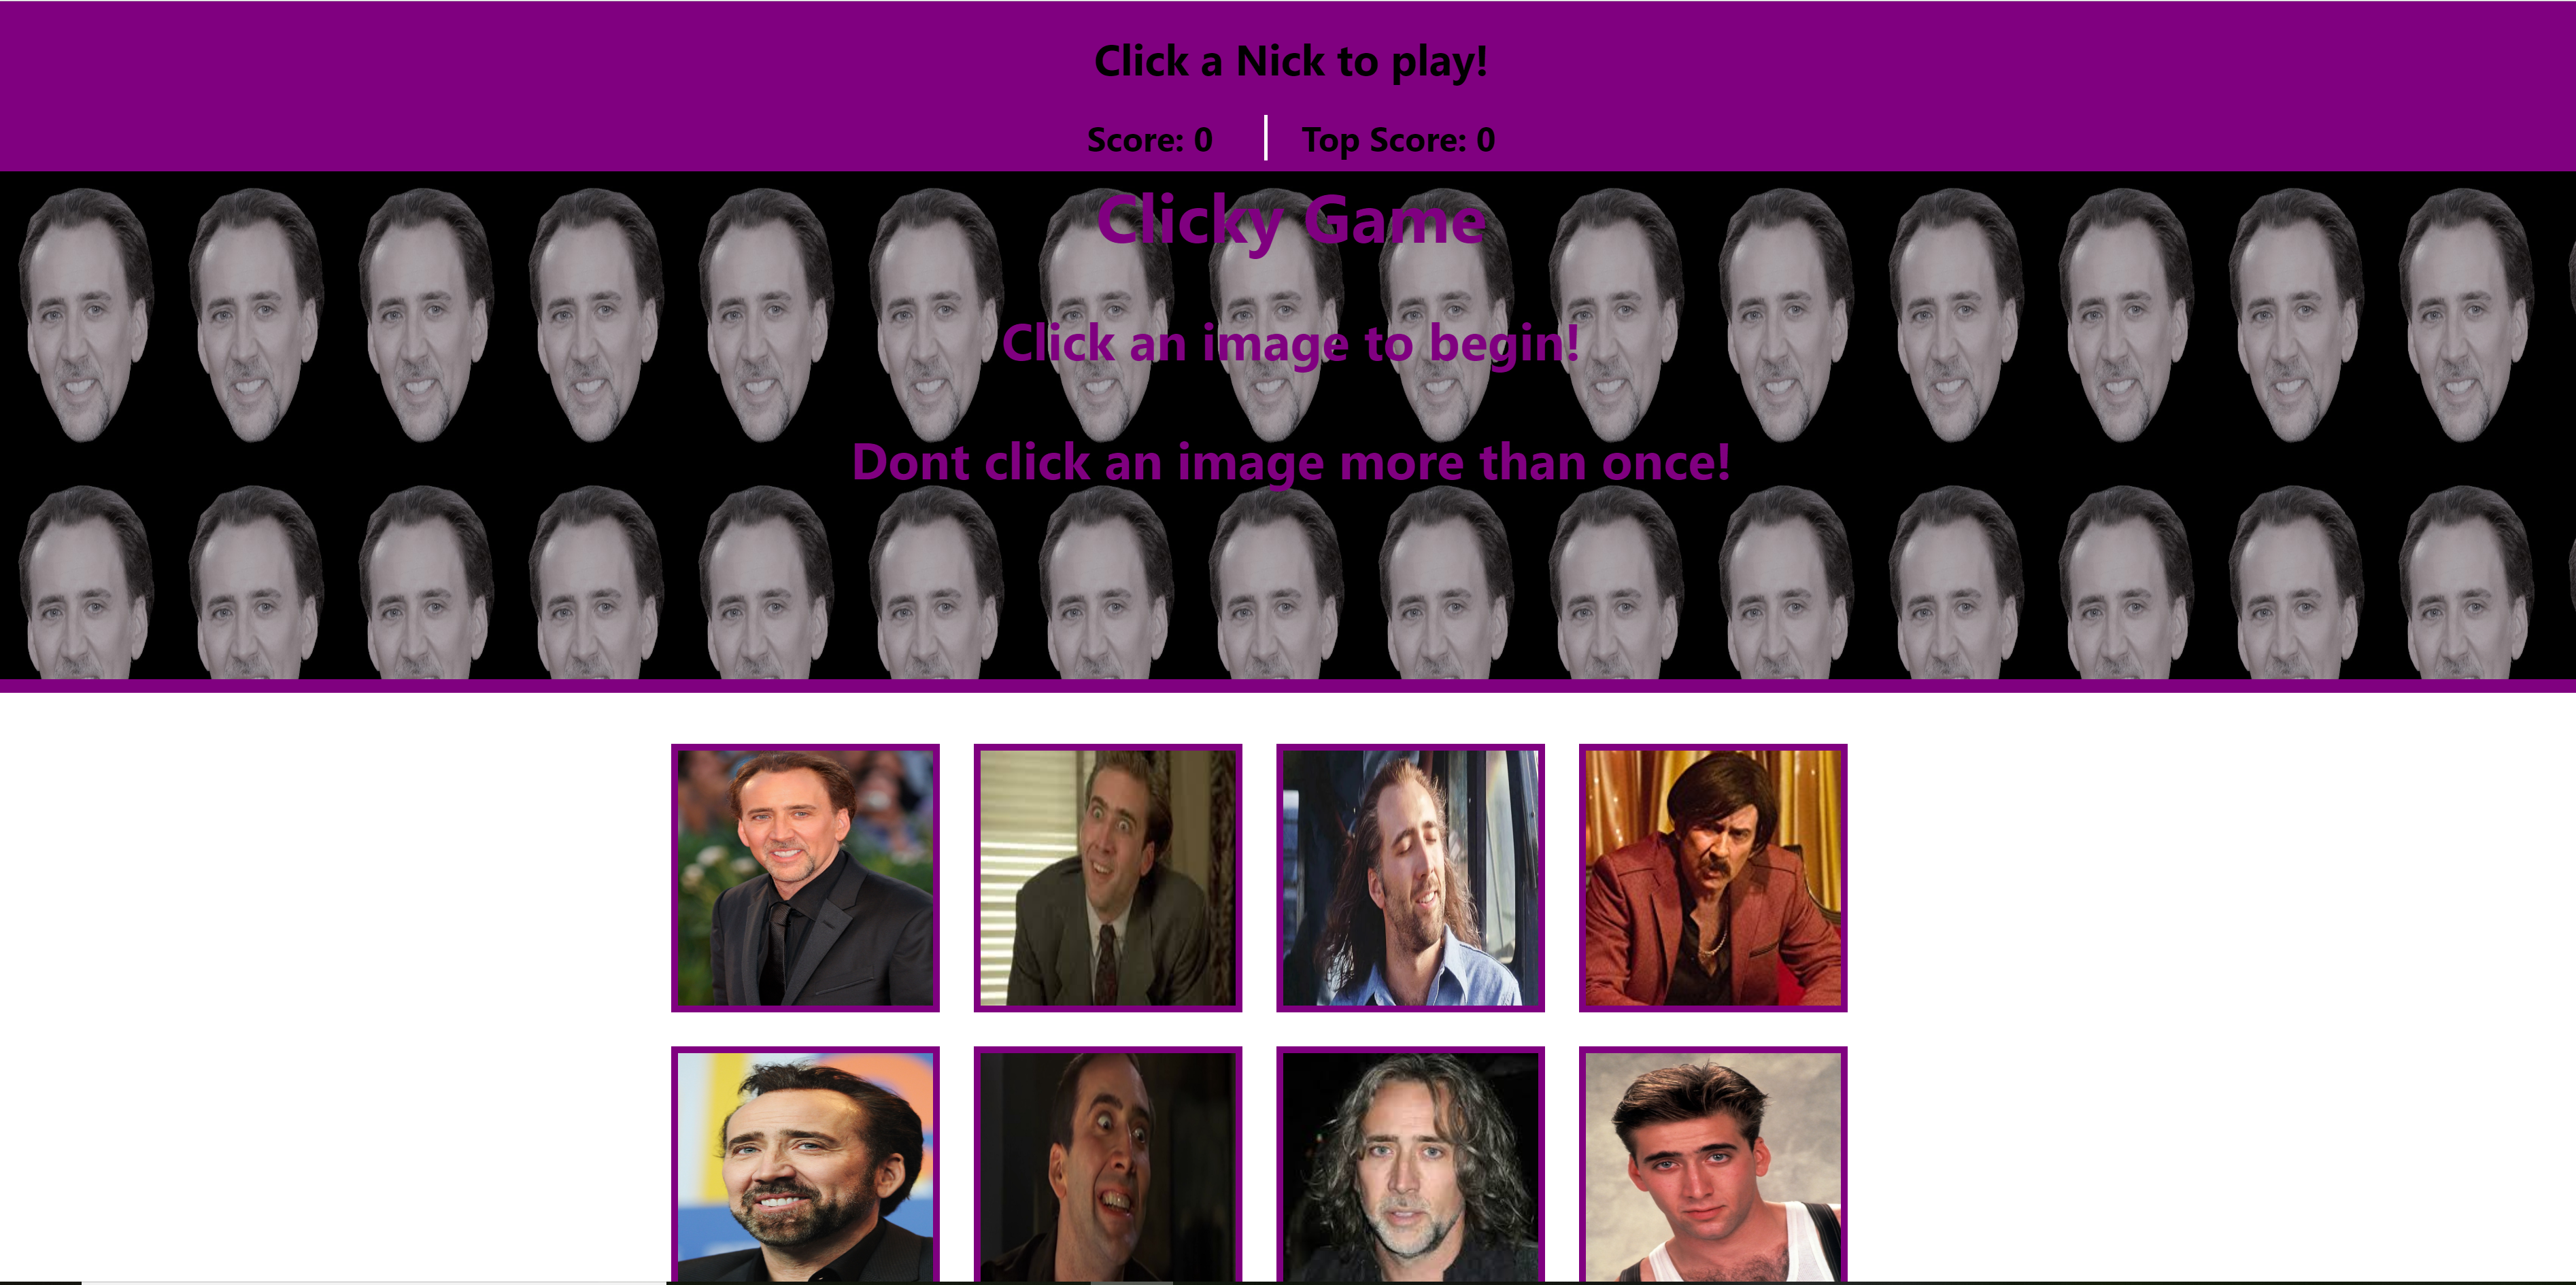 Click a Nick to play!
Score: 0 Top Score: 0
Clicky Game
Click an image to begin!
Dont click an image more than once!